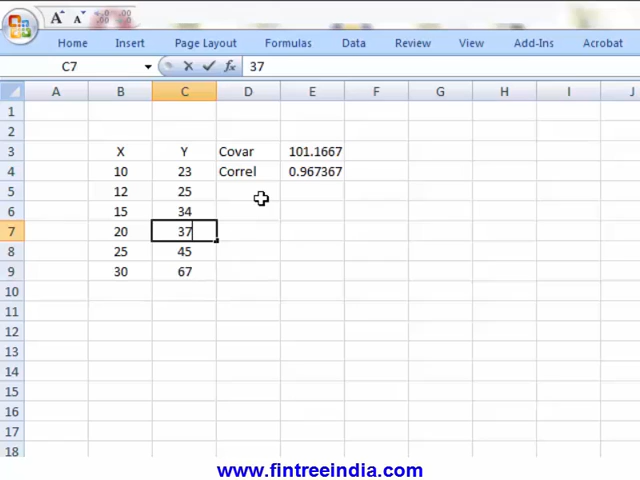 Home Insert Page Layout Formulas Data Review View Add-Ins Acrobat
C7 fx 37
A B C D E F G H I J
1
2
3 X Y Covar 101.1667
4 10 23 Correl 0.967367
5 12 25
6 15 34
7 20 37
8 25 45
9 30 67
10
11
12
13
14
15
16
17
18
www.fintreeindia.com